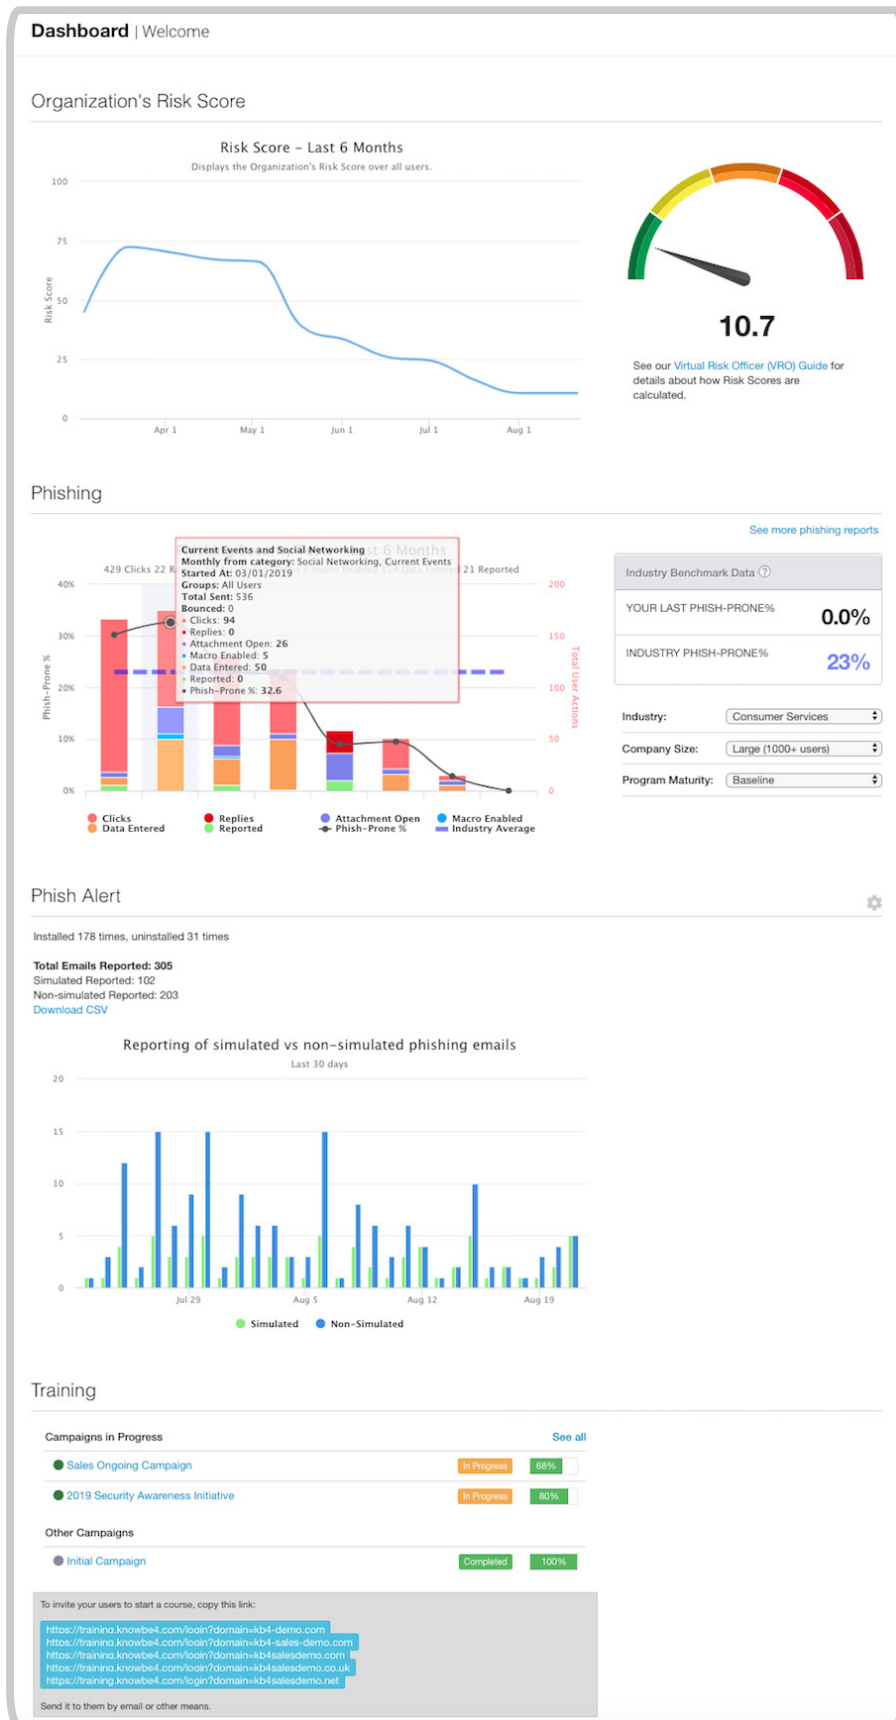 Dashboard | Welcome
Organization's Risk Score
Risk Score – Last 6 Months
Displays the Organization's Risk Score over all users.
100
75
50
25
0
Risk Score
Apr 1
May 1
Jun 1
Jul 1
Aug 1
10.7
See our Virtual Risk Officer (VRO) Guide for
details about how Risk Scores are
calculated.
Phishing
See more phishing reports
st 6 Months
429 Clicks 22 R
21 Reported
Current Events and Social Networking
Monthly from category: Social Networking, Current Events
Started At: 03/01/2019
Groups: All Users
Total Sent: 536
Bounced: 0
Clicks: 94
Replies: 0
Attachment Open: 26
Macro Enabled: 5
Data Entered: 50
Reported: 0
Phish-Prone %: 32.6
40%
30%
20%
10%
0%
Phish-Prone %
200
150
100
50
0
Total User Actions
Clicks
Replies
Attachment Open
Macro Enabled
Data Entered
Reported
Phish-Prone %
Industry Average
Industry Benchmark Data ?
YOUR LAST PHISH-PRONE% 0.0%
INDUSTRY PHISH-PRONE% 23%
Industry: Consumer Services
Company Size: Large (1000+ users)
Program Maturity: Baseline
Phish Alert
Installed 178 times, uninstalled 31 times
Total Emails Reported: 305
Simulated Reported: 102
Non-simulated Reported: 203
Download CSV
Reporting of simulated vs non-simulated phishing emails
Last 30 days
20
15
10
5
0
Jul 29
Aug 5
Aug 12
Aug 19
Simulated
Non-Simulated
Training
Campaigns in Progress
See all
Sales Ongoing Campaign In Progress 68%
2019 Security Awareness Initiative In Progress 80%
Other Campaigns
Initial Campaign Completed 100%
To invite your users to start a course, copy this link:
https://training.knowbe4.com/login?domain=kb4-demo.com
https://training.knowbe4.com/login?domain=kb4-sales-demo.com
https://training.knowbe4.com/login?domain=kb4salesdemo.com
https://training.knowbe4.com/login?domain=kb4salesdemo.co.uk
https://training.knowbe4.com/login?domain=kb4salesdemo.net
Send it to them by email or other means.